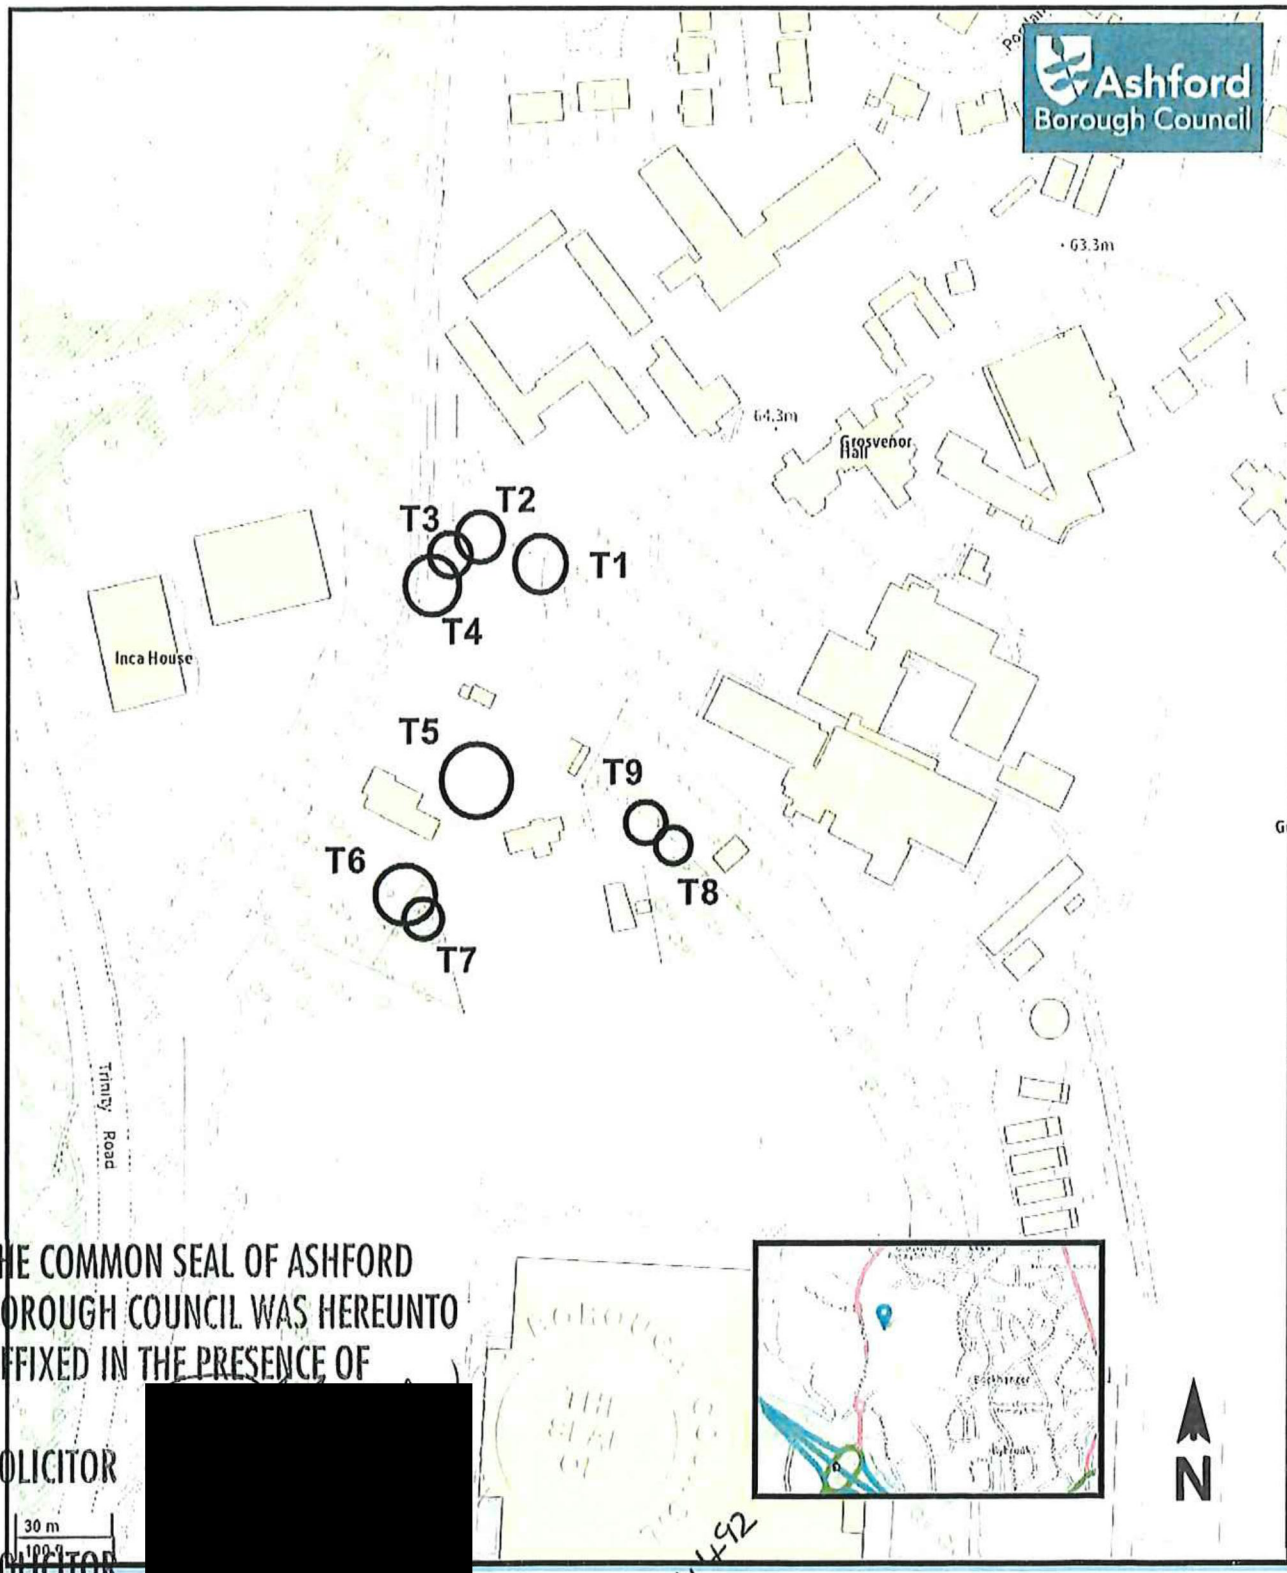 Ashford
Borough Council
63.3m
64.3m
Grosvenor
Hall
T2
T3
T1
T4
Inca House
T5
T9
T6
T8
T7
Trinity Road
HE COMMON SEAL OF ASHFORD
OROUGH COUNCIL WAS HEREUNTO
FFIXED IN THE PRESENCE OF
OLICITOR
30 m
OLICITOR
N